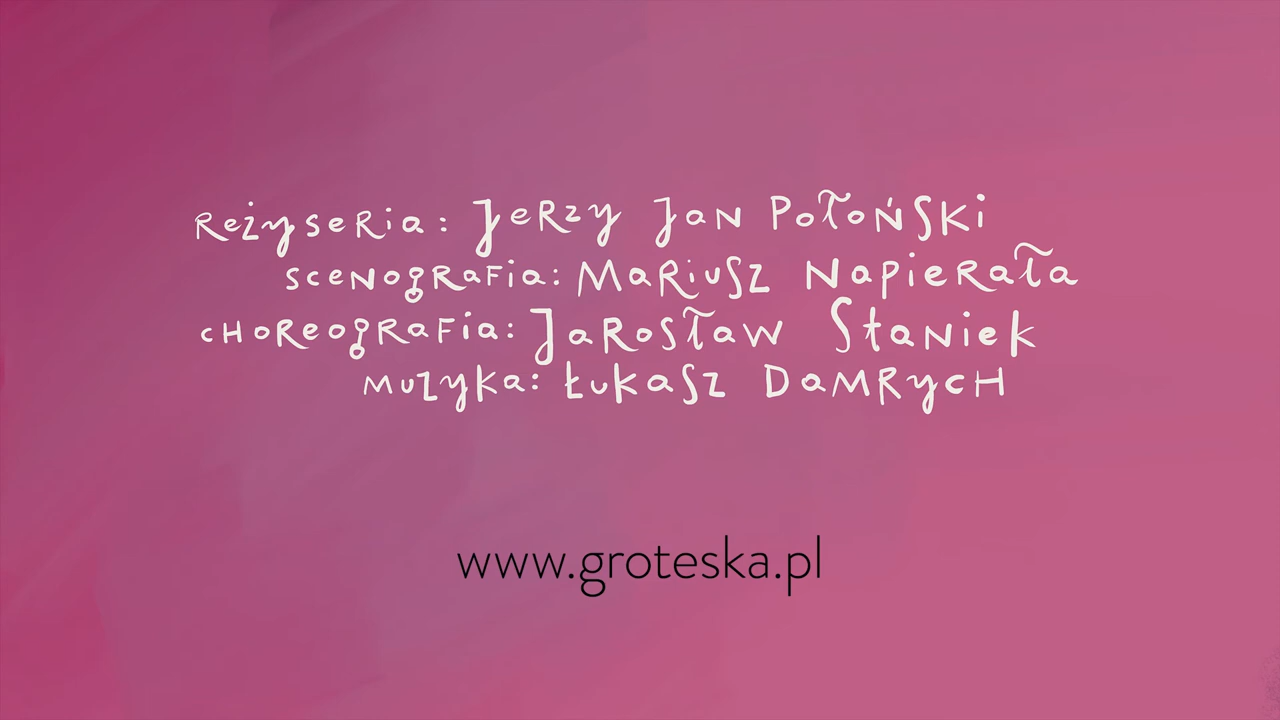 Reżyseria: Jerzy Jan Połoński
scenografia: Mariusz Napierała
choreografia: Jarosław Staniek
muzyka: Łukasz Damrych
www.groteska.pl